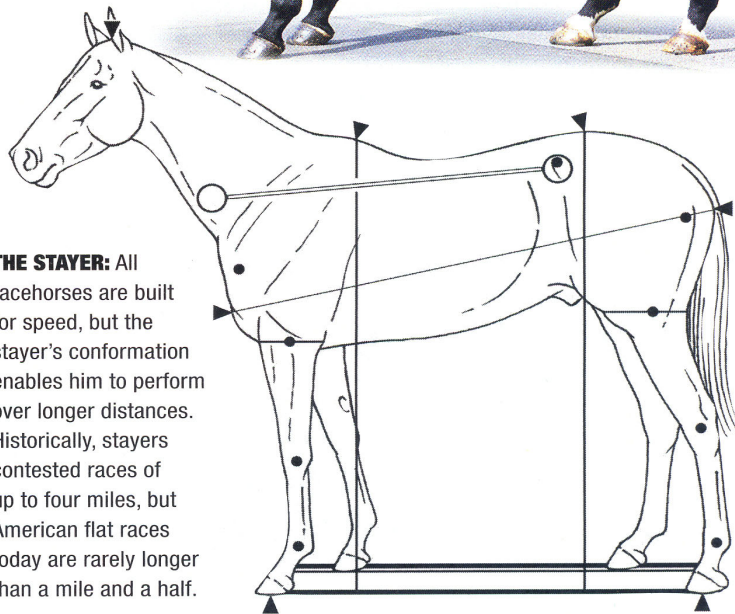 THE STAYER: All
racehorses are built
for speed, but the
stayer's conformation
enables him to perform
over longer distances.
Historically, stayers
contested races of
up to four miles, but
American flat races
today are rarely longer
than a mile and a half.